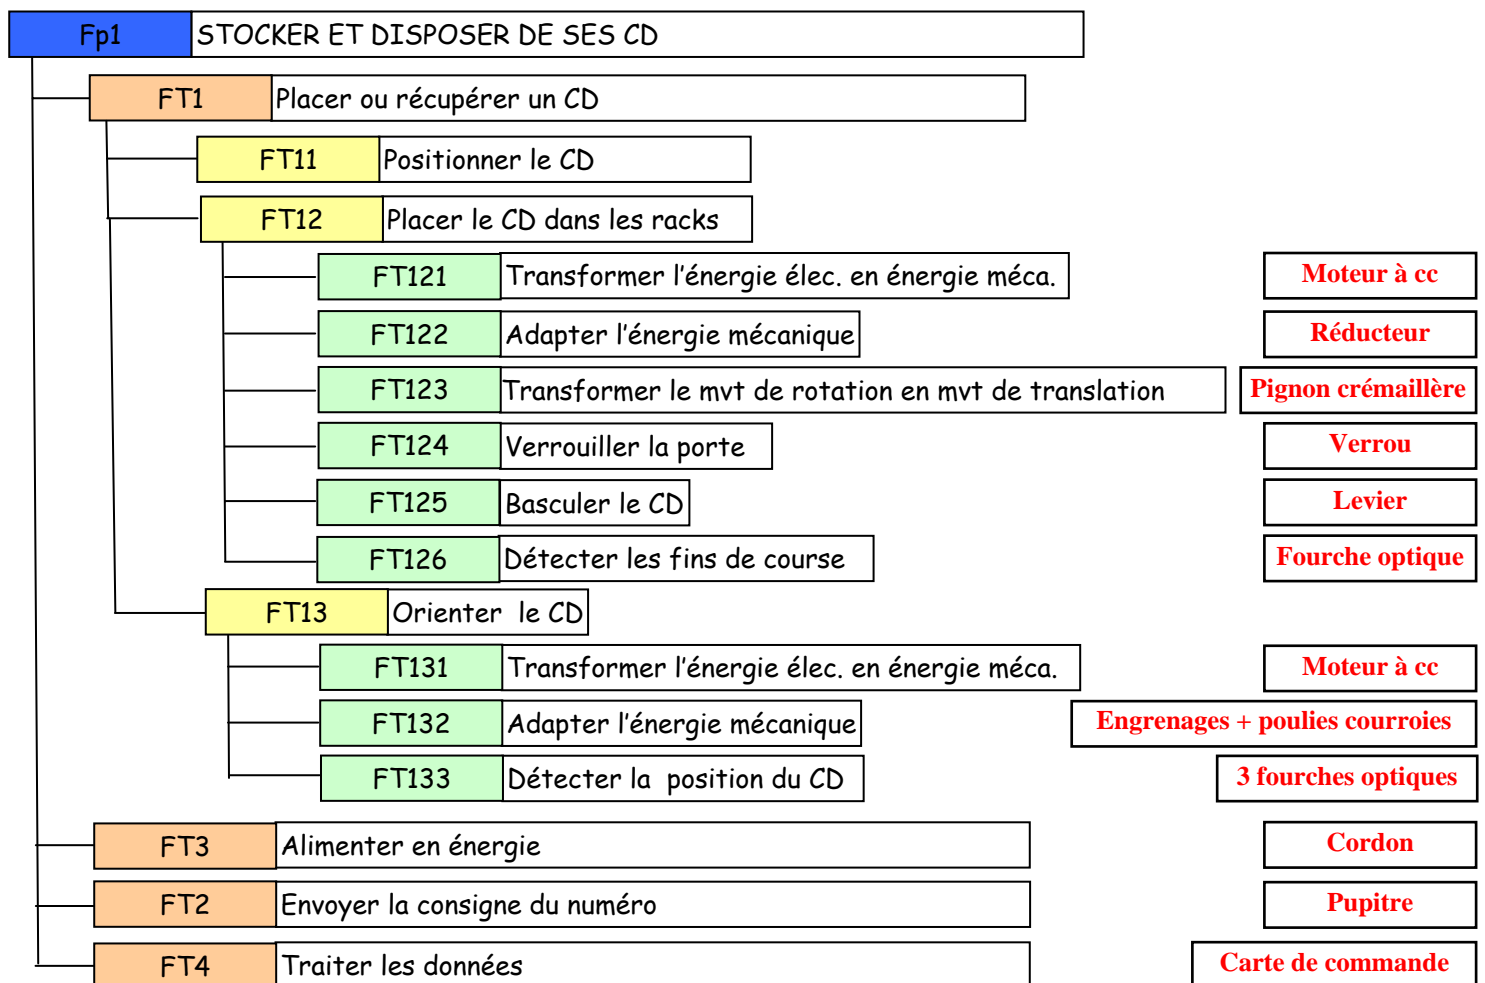 Fp1 STOCKER ET DISPOSER DE SES CD
FT1 Placer ou récupérer un CD
FT11 Positionner le CD
FT12 Placer le CD dans les racks
FT121 Transformer l'énergie élec. en énergie méca. Moteur à cc
FT122 Adapter l'énergie mécanique Réducteur
FT123 Transformer le mvt de rotation en mvt de translation Pignon crémaillère
FT124 Verrouiller la porte Verrou
FT125 Basculer le CD Levier
FT126 Détecter les fins de course Fourche optique
FT13 Orienter le CD
FT131 Transformer l'énergie élec. en énergie méca. Moteur à cc
FT132 Adapter l'énergie mécanique Engrenages + poulies courroies
FT133 Détecter la position du CD 3 fourches optiques
FT3 Alimenter en énergie Cordon
FT2 Envoyer la consigne du numéro Pupitre
FT4 Traiter les données Carte de commande